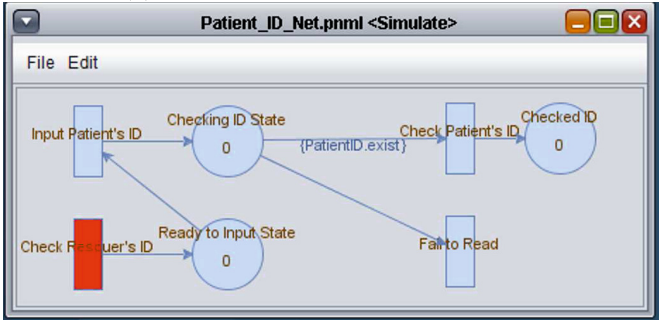 Patient_ID_Net.pnml <Simulate>
File Edit
Input Patient's ID
Checking ID State
0
{PatientID.exist}
Check Patient's ID
Checked ID
0
Check Rescuer's ID
Ready to Input State
0
Fail to Read